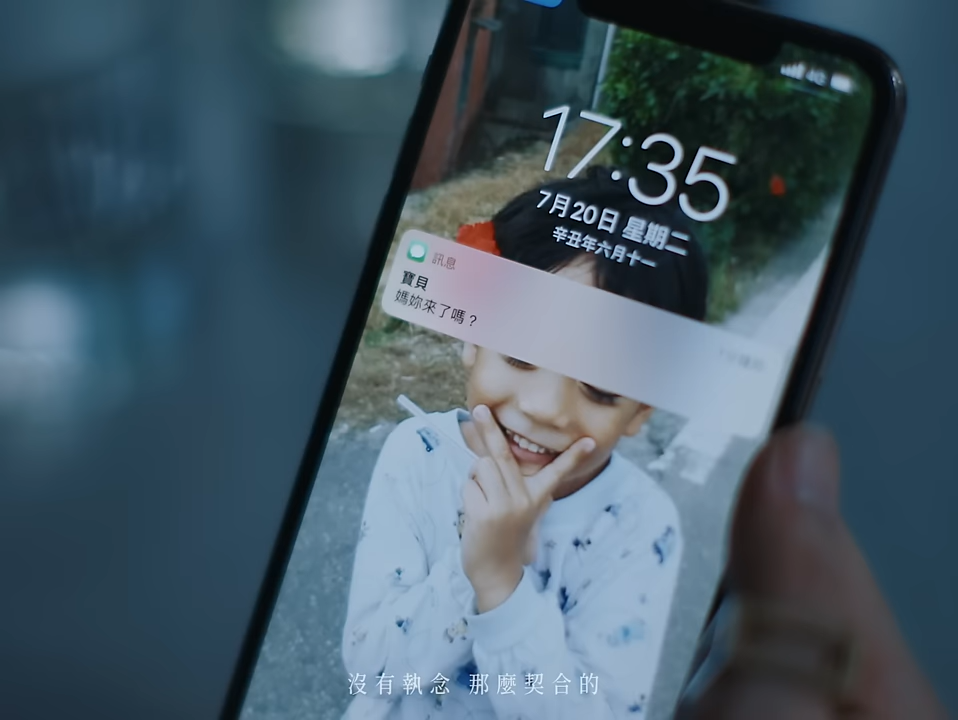 4G
17:35
7月20日 星期二
辛丑年六月十一
訊息
寶貝
媽妳來了嗎？
沒有執念 那麼契合的